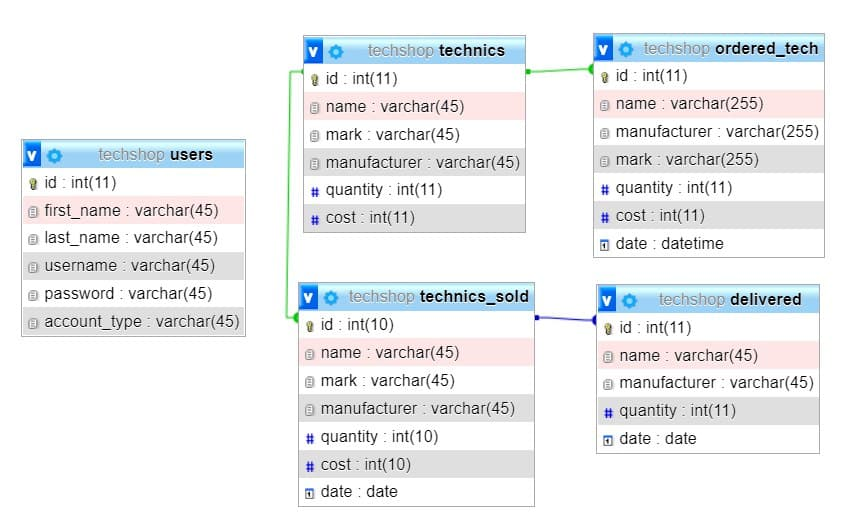 techshop users
id : int(11)
first_name : varchar(45)
last_name : varchar(45)
username : varchar(45)
password : varchar(45)
account_type : varchar(45)
techshop technics
id : int(11)
name : varchar(45)
mark : varchar(45)
manufacturer : varchar(45)
# quantity : int(11)
# cost : int(11)
techshop ordered_tech
id : int(11)
name : varchar(255)
manufacturer : varchar(255)
mark : varchar(255)
# quantity : int(11)
# cost : int(11)
date : datetime
techshop technics_sold
id : int(10)
name : varchar(45)
mark : varchar(45)
manufacturer : varchar(45)
# quantity : int(10)
# cost : int(10)
date : date
techshop delivered
id : int(11)
name : varchar(45)
manufacturer : varchar(45)
# quantity : int(11)
date : date